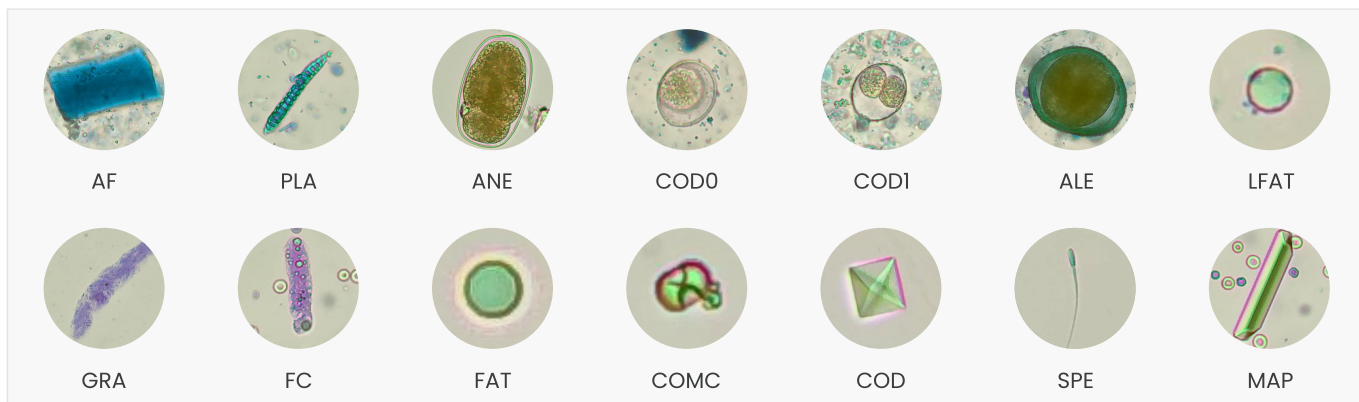 AF PLA ANE COD0 COD1 ALE LFAT
GRA FC FAT COMC COD SPE MAP